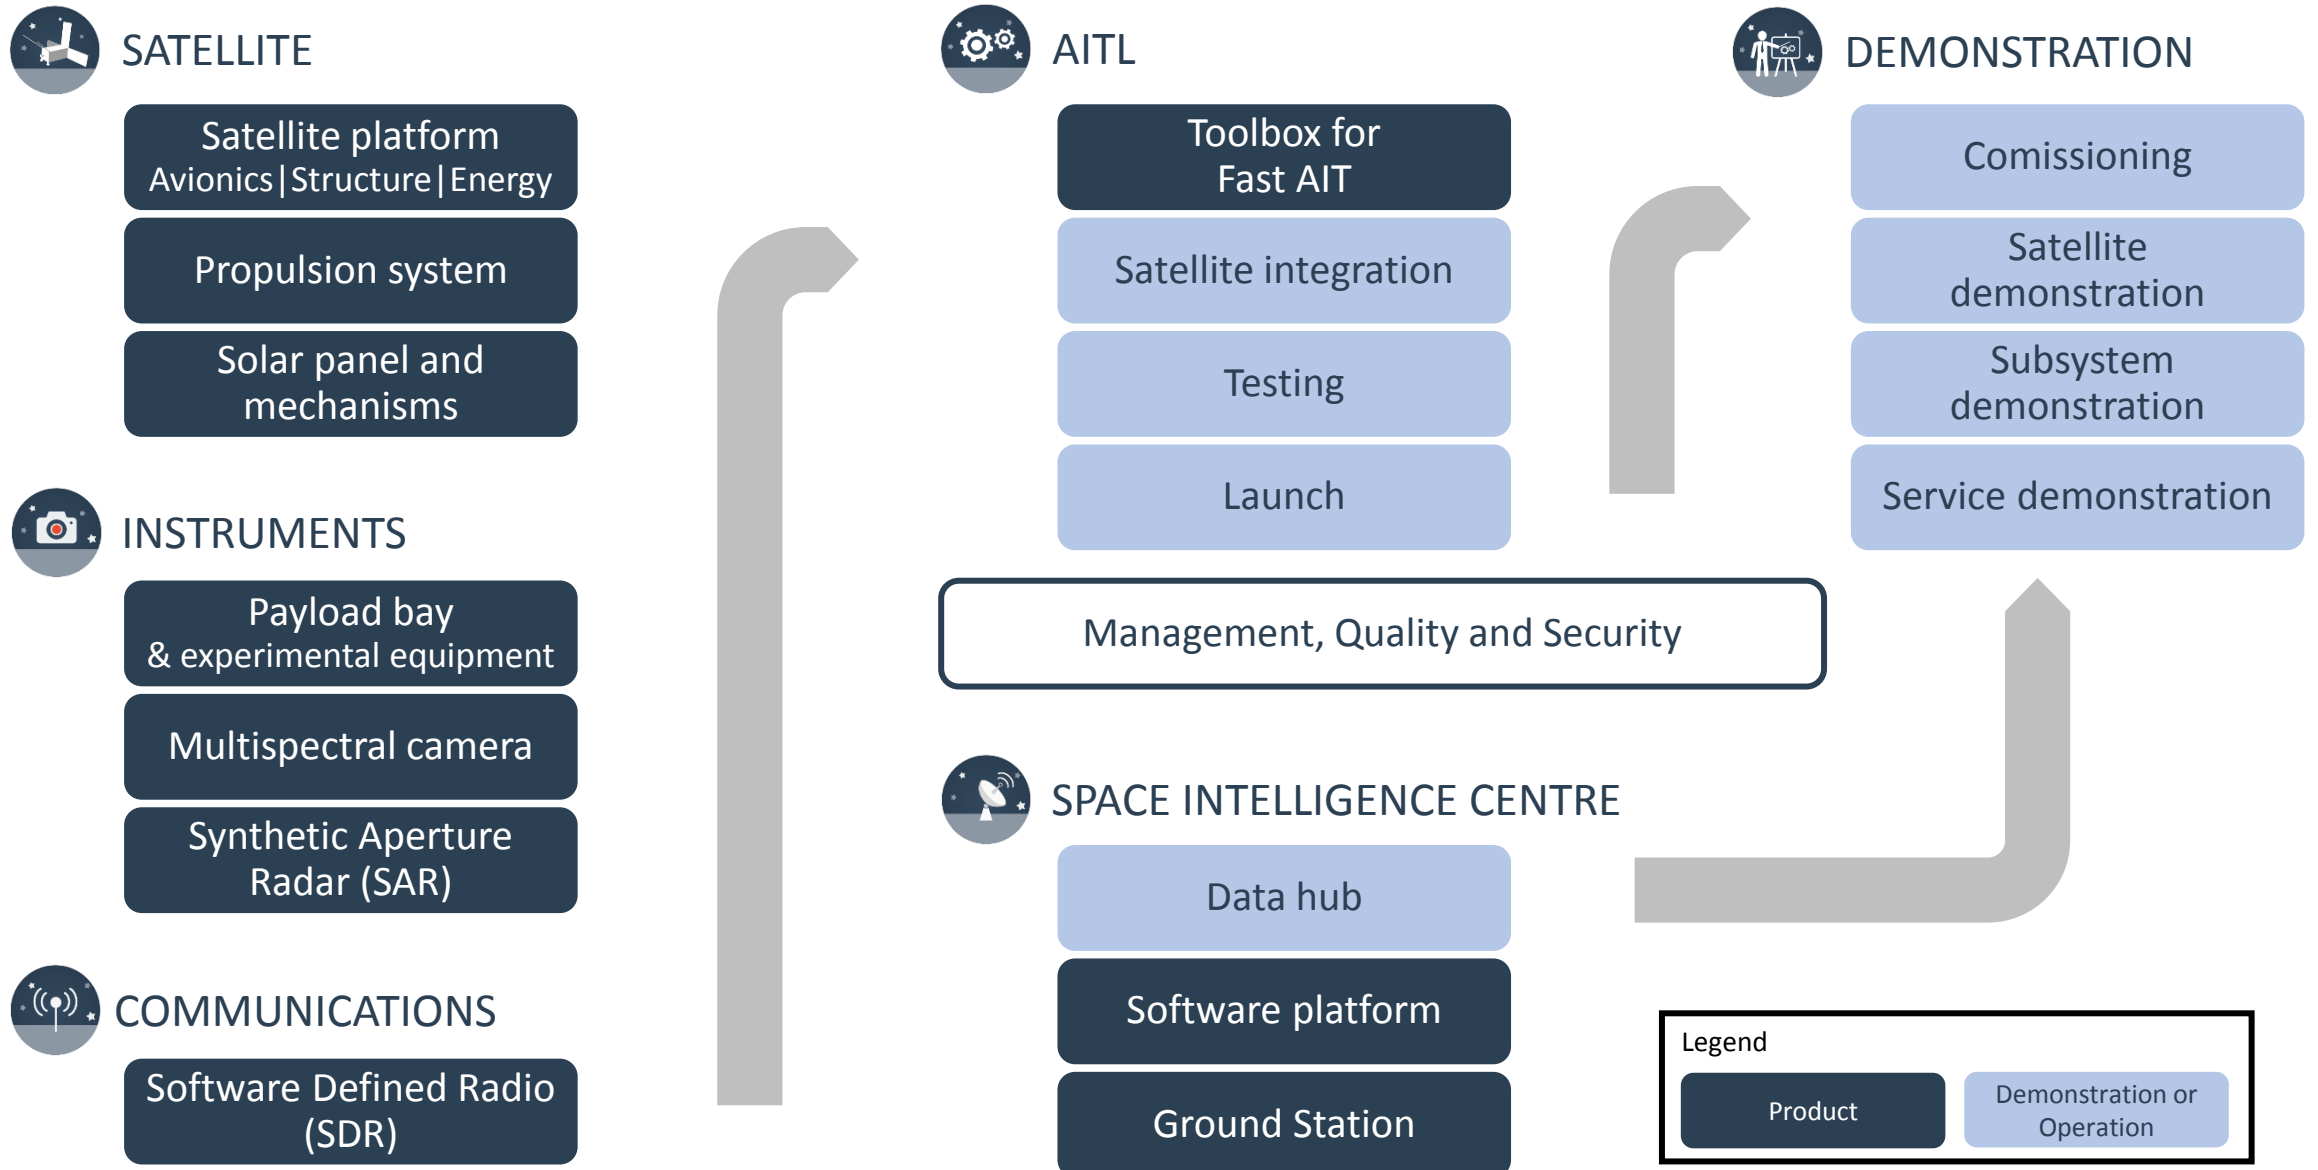 SATELLITE
Satellite platform
Avionics|Structure|Energy
Propulsion system
Solar panel and
mechanisms
INSTRUMENTS
Payload bay
& experimental equipment
Multispectral camera
Synthetic Aperture
Radar (SAR)
COMMUNICATIONS
Software Defined Radio
(SDR)
AITL
Toolbox for
Fast AIT
Satellite integration
Testing
Launch
Management, Quality and Security
SPACE INTELLIGENCE CENTRE
Data hub
Software platform
Ground Station
DEMONSTRATION
Comissioning
Satellite
demonstration
Subsystem
demonstration
Service demonstration
Legend
Product
Demonstration or
Operation